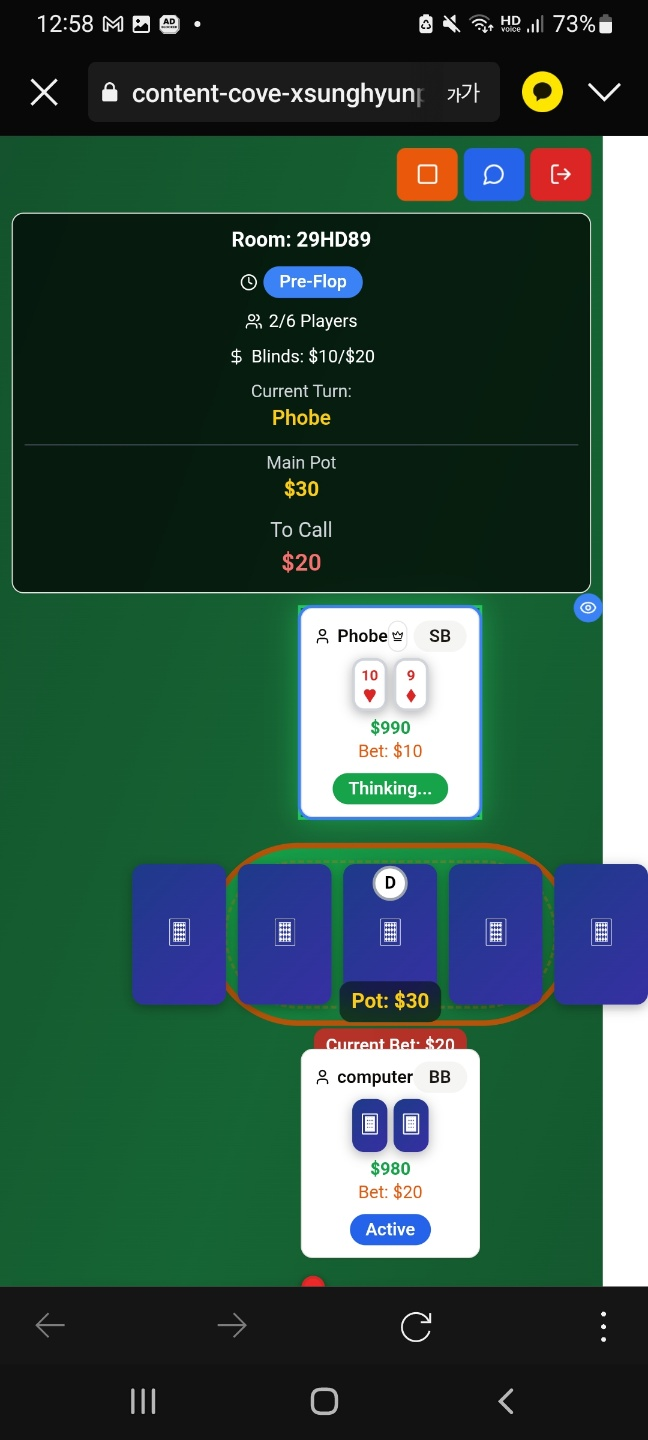 12:58 AD HD voice 73%
content-cove-xsunghyunp 가가
Room: 29HD89
Pre-Flop
2/6 Players
$ Blinds: $10/$20
Current Turn:
Phobe
Main Pot
$30
To Call
$20
Phobe SB
10 9
$990
Bet: $10
Thinking...
D
Pot: $30
Current Bet: $20
computer BB
$980
Bet: $20
Active